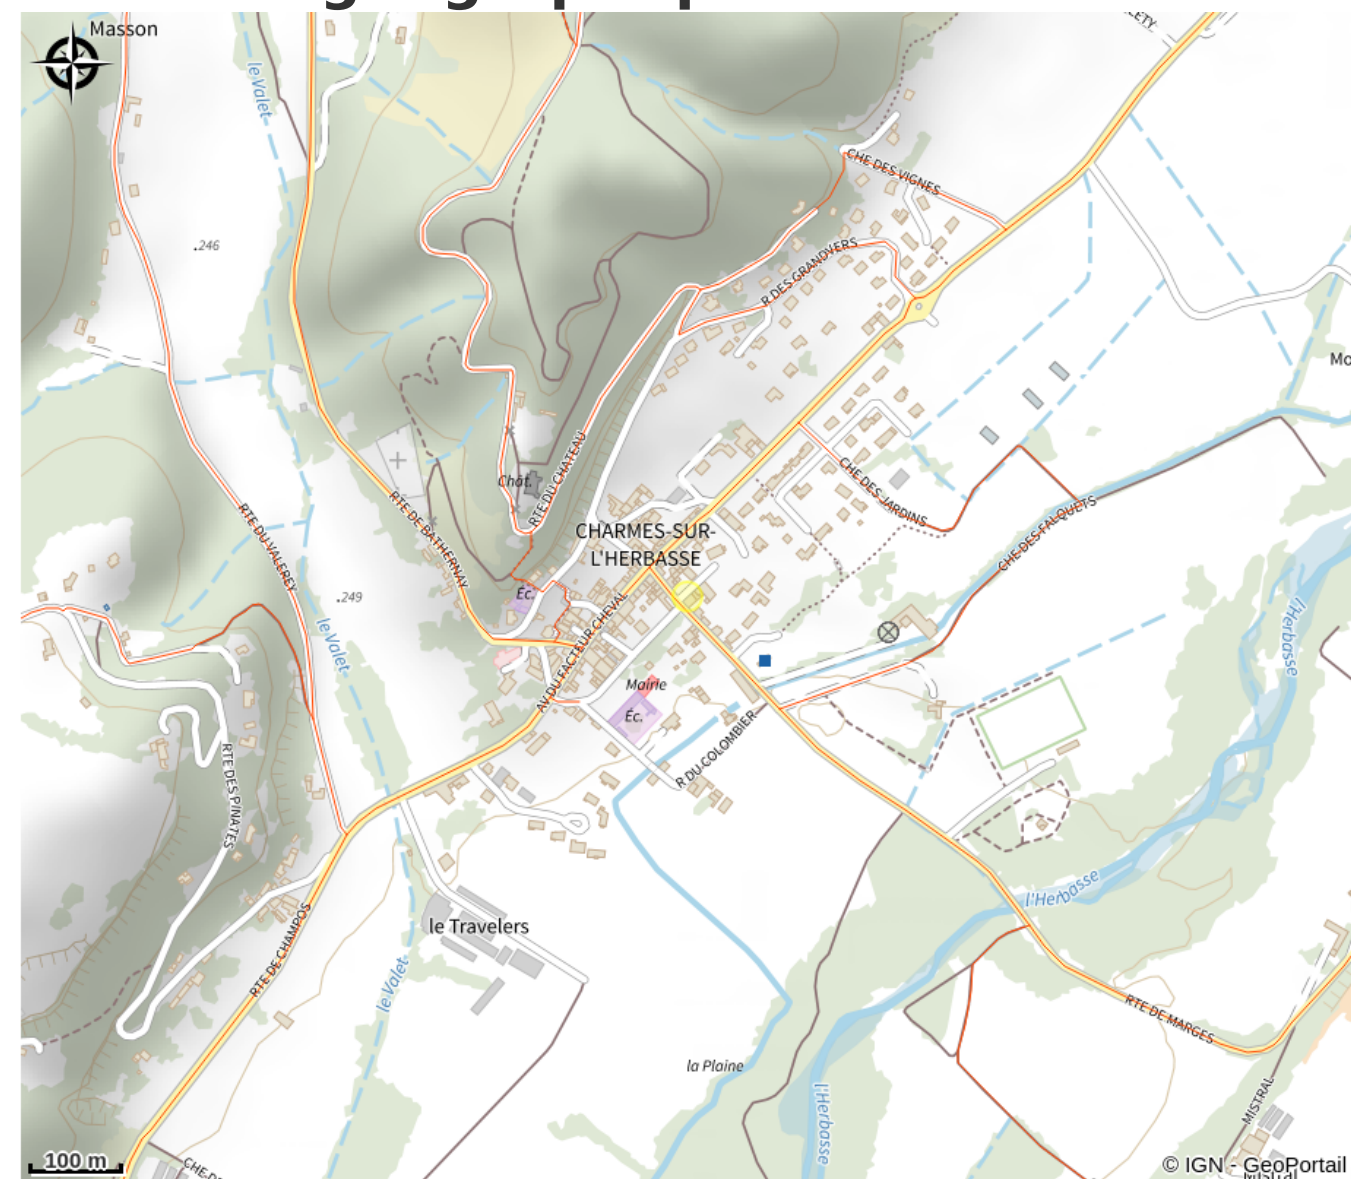 Masson
le Valet
CHE DES VIGNES
.246
R DES GRANDVERS
CHE DES JARDINS
Chât.
RTE DU CHATEAU
RTE DE BATHERNAY
RTE DU VALEREY
CHARMES-SUR-
L'HERBASSE
CHE DES FALQUETS
Éc.
.249
le Valet
AV DU FACTEUR CHEVAL
l'Herbasse
Mairie
Éc.
R DU COLOMBIER
RTE DES PINATES
l'Herbasse
le Travelers
RTE DE CHAMPOS
le Valet
RTE DE MARGES
la Plaine
l'Herbasse
MISTRAL
100 m
© IGN - GeoPortail
Mistral